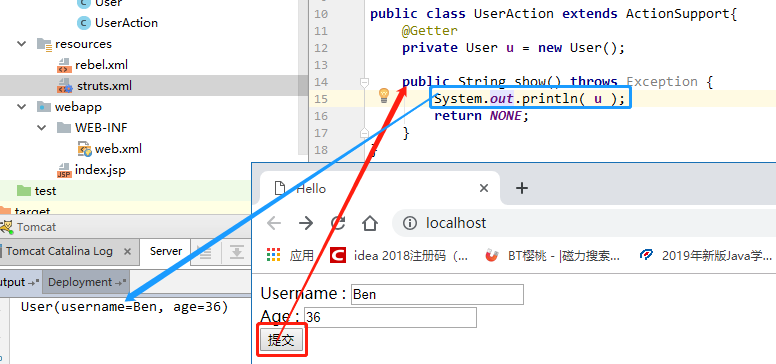 User
UserAction
resources
rebel.xml
struts.xml
webapp
WEB-INF
web.xml
index.jsp
test
target
10 public class UserAction extends ActionSupport{
11 @Getter
12 private User u = new User();
13
14 public String show() throws Exception {
15 System.out.println( u );
16 return NONE;
17 }
18 }
Tomcat
Tomcat Catalina Log × Server
utput Deployment
User(username=Ben, age=36)
Hello
localhost
应用 idea 2018注册码（... BT樱桃 - |磁力搜索... 2019年新版Java学...
Username : Ben
Age : 36
提交